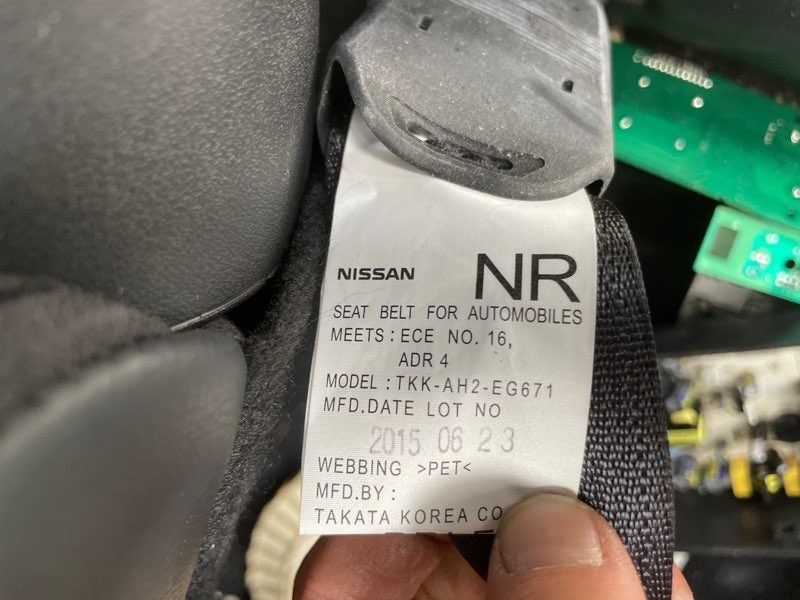 NISSAN NR
SEAT BELT FOR AUTOMOBILES
MEETS : ECE NO. 16,
ADR 4
MODEL : TKK-AH2-EG671
MFD.DATE LOT NO
2015 06 23
WEBBING >PET<
MFD.BY :
TAKATA KOREA CO